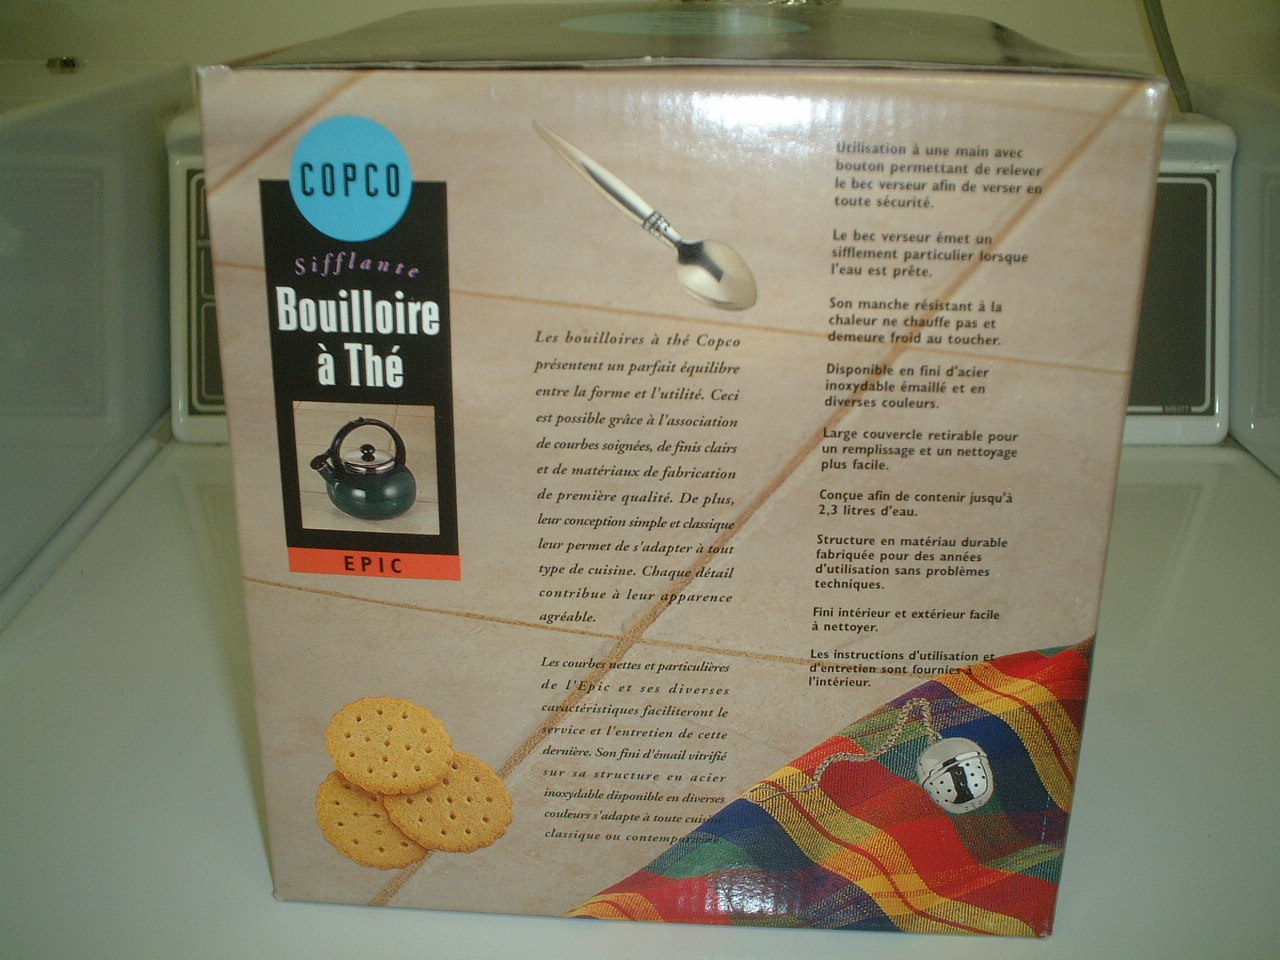 COPCO
Sifflante
Bouilloire
à Thé
EPIC
Les bouilloires à thé Copco
présentent un parfait équilibre
entre la forme et l'utilité. Ceci
est possible grâce à l'association
de courbes soignées, de finis clairs
et de matériaux de fabrication
de première qualité. De plus,
leur conception simple et classique
leur permet de s'adapter à tout
type de cuisine. Chaque détail
contribue à leur apparence
agréable.
Les courbes nettes et particulières
de l'Epic et ses diverses
caractéristiques faciliteront le
service et l'entretien de cette
dernière. Son fini d'émail vitrifié
sur sa structure en acier
inoxydable disponible en diverses
couleurs s'adapte à toute cuisine
classique ou contemporaine.
Utilisation à une main avec
bouton permettant de relever
le bec verseur afin de verser en
toute sécurité.
Le bec verseur émet un
sifflement particulier lorsque
l'eau est prête.
Son manche résistant à la
chaleur ne chauffe pas et
demeure froid au toucher.
Disponible en fini d'acier
inoxydable émaillé et en
diverses couleurs.
Large couvercle retirable pour
un remplissage et un nettoyage
plus facile.
Conçue afin de contenir jusqu'à
2,3 litres d'eau.
Structure en matériau durable
fabriquée pour des années
d'utilisation sans problèmes
techniques.
Fini intérieur et extérieur facile
à nettoyer.
Les instructions d'utilisation et
d'entretien sont fournies à
l'intérieur.